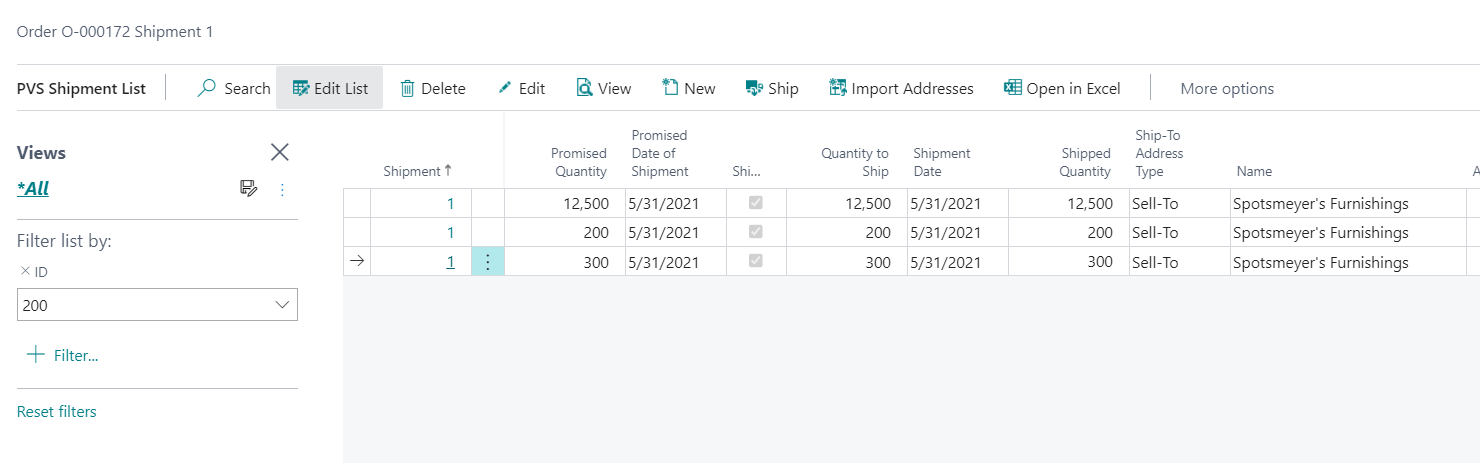 Order O-000172 Shipment 1
PVS Shipment List Search Edit List Delete Edit View New Ship Import Addresses Open in Excel More options
Views
*All
Filter list by:
× ID
200
+ Filter...
Reset filters
Shipment ↑ Promised Quantity Promised Date of Shipment Shi... Quantity to Ship Shipment Date Shipped Quantity Ship-To Address Type Name A
1 12,500 5/31/2021 12,500 5/31/2021 12,500 Sell-To Spotsmeyer's Furnishings
1 200 5/31/2021 200 5/31/2021 200 Sell-To Spotsmeyer's Furnishings
1 300 5/31/2021 300 5/31/2021 300 Sell-To Spotsmeyer's Furnishings